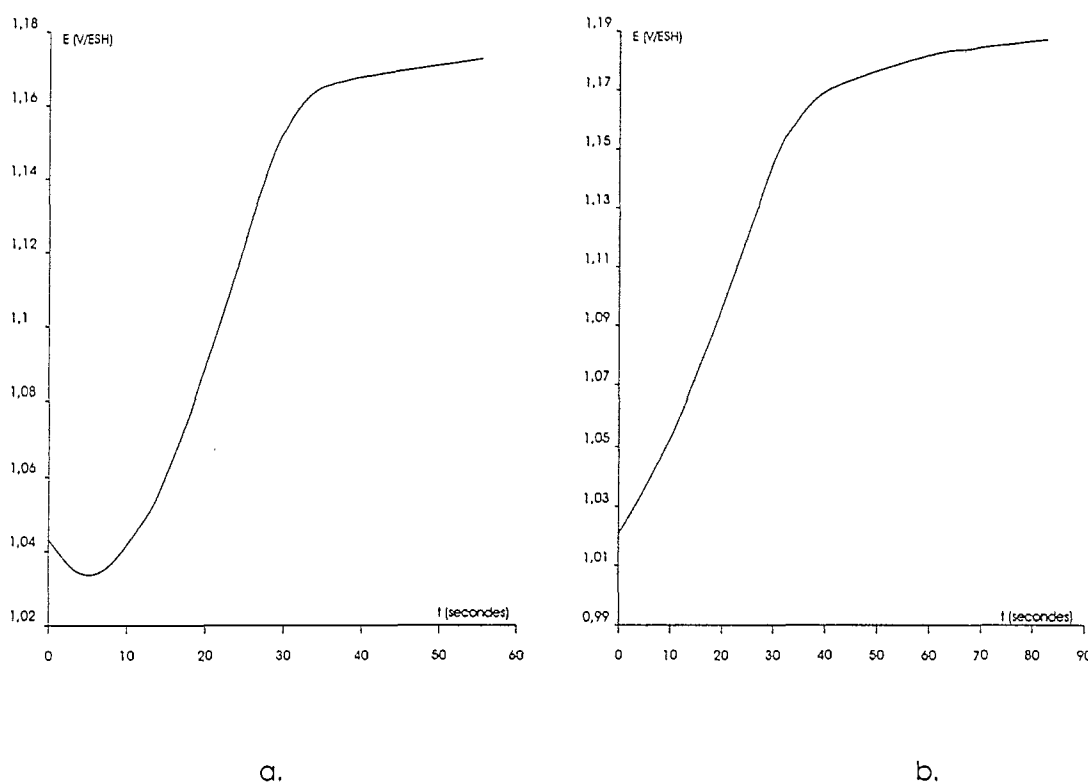 1,18
E (V/ESH)
1,16
1,14
1,12
1,1
1,08
1,06
1,04
1,02
t (secondes)
0 10 20 30 40 50 60
a.
1,19
E (V/ESH)
1,17
1,15
1,13
1,11
1,09
1,07
1,05
1,03
1,01
0,99
t (secondes)
0 10 20 30 40 50 60 70 80 90
b.